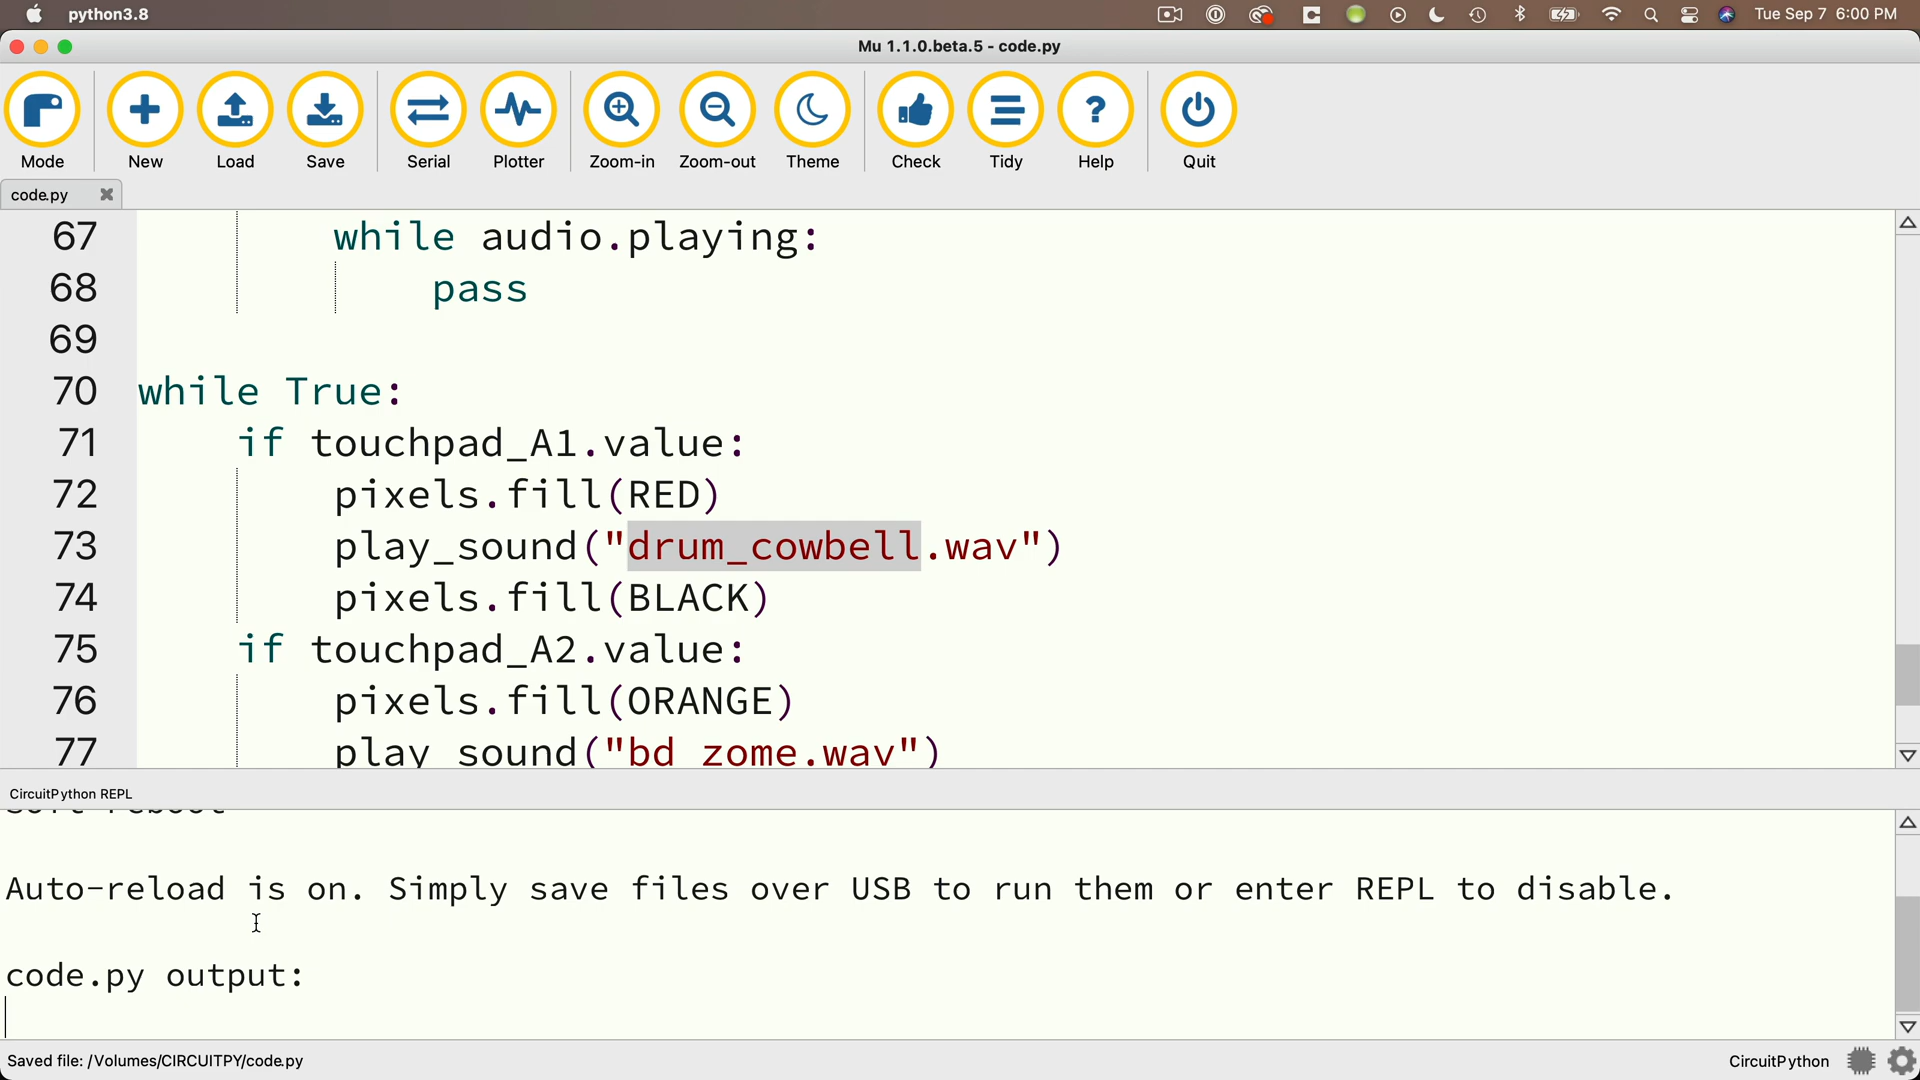 python3.8
Tue Sep 7 6:00 PM
Mu 1.1.0.beta.5 - code.py
Mode New Load Save Serial Plotter Zoom-in Zoom-out Theme Check Tidy Help Quit
code.py
67 while audio.playing:
68 pass
69
70 while True:
71 if touchpad_A1.value:
72 pixels.fill(RED)
73 play_sound("drum_cowbell.wav")
74 pixels.fill(BLACK)
75 if touchpad_A2.value:
76 pixels.fill(ORANGE)
77 play_sound("bd_zome.wav")
CircuitPython REPL
soft reboot
Auto-reload is on. Simply save files over USB to run them or enter REPL to disable.
code.py output:
Saved file: /Volumes/CIRCUITPY/code.py
CircuitPython